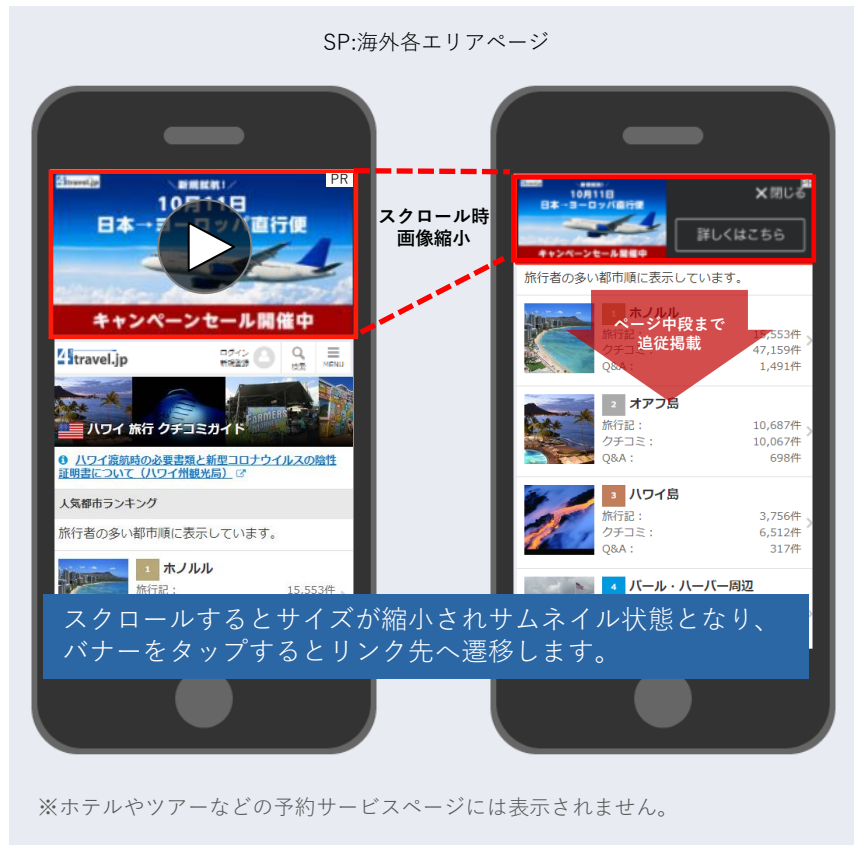 SP:海外各エリアページ
4travel.jp
PR
＼新規就航！／
10月11日
日本→ヨーロッパ直行便
キャンペーンセール開催中
スクロール時
画像縮小
新規就航！
10月11日
日本→ヨーロッパ直行便
キャンペーンセール開催中
×閉じる
詳しくはこちら
4travel.jp
ログイン
新規登録
検索
MENU
ハワイ 旅行 クチコミガイド
FARMERS
ハワイ渡航時の必要書類と新型コロナウイルスの陰性
証明書について（ハワイ州観光局）
人気都市ランキング
旅行者の多い都市順に表示しています。
1 ホノルル
旅行記： 15,553件
旅行者の多い都市順に表示しています。
ページ中段まで
追従掲載
1 ホノルル
旅行記： 15,553件
クチコミ： 47,159件
Q&A： 1,491件
2 オアフ島
旅行記： 10,687件
クチコミ： 10,067件
Q&A： 698件
3 ハワイ島
旅行記： 3,756件
クチコミ： 6,512件
Q&A： 317件
4 パール・ハーバー周辺
スクロールするとサイズが縮小されサムネイル状態となり、
バナーをタップするとリンク先へ遷移します。
※ホテルやツアーなどの予約サービスページには表示されません。